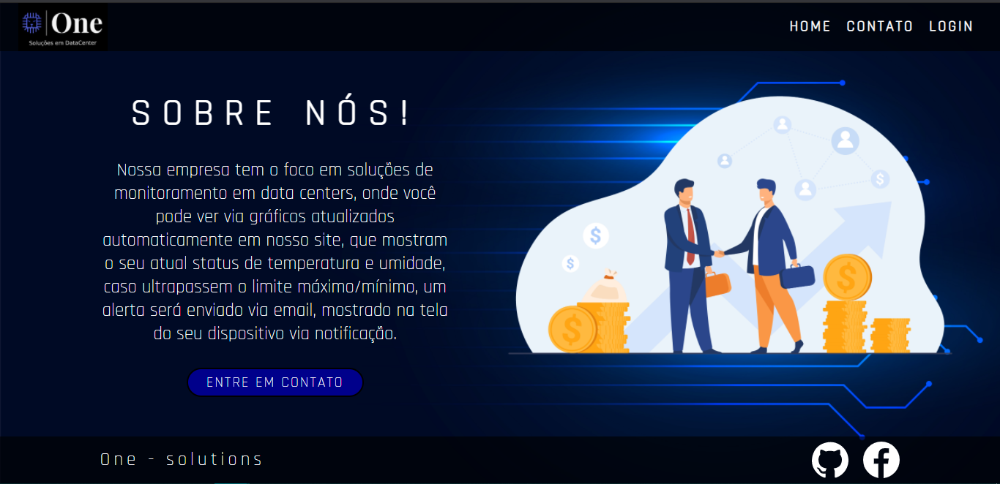 One
Soluções em DataCenter
HOME CONTATO LOGIN
SOBRE NÓS!
Nossa empresa tem o foco em soluções de
monitoramento em data centers, onde você
pode ver via gráficos atualizados
automaticamente em nosso site, que mostram
o seu atual status de temperatura e umidade,
caso ultrapassem o limite máximo/mínimo, um
alerta será enviado via email, mostrado na tela
do seu dispositivo via notificação.
ENTRE EM CONTATO
One - solutions